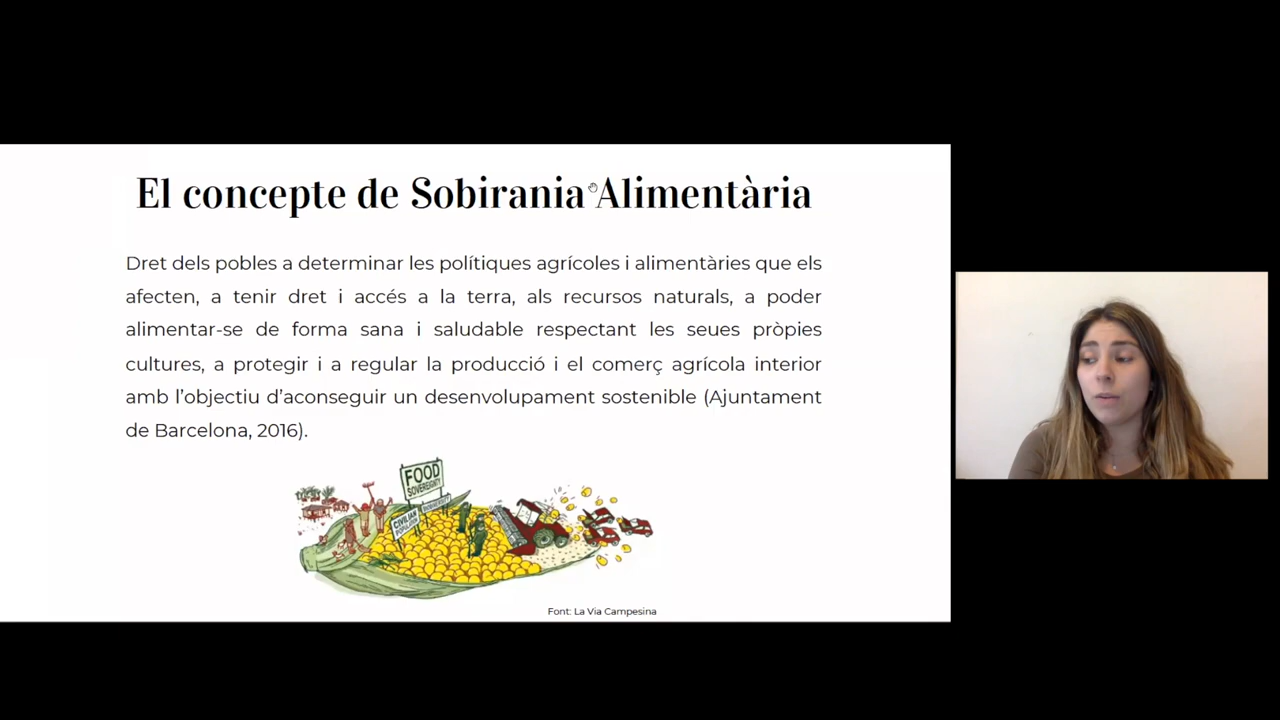 El concepte de Sobirania Alimentària
Dret dels pobles a determinar les polítiques agrícoles i alimentàries que els
afecten, a tenir dret i accés a la terra, als recursos naturals, a poder
alimentar-se de forma sana i saludable respectant les seues pròpies
cultures, a protegir i a regular la producció i el comerç agrícola interior
amb l'objectiu d'aconseguir un desenvolupament sostenible (Ajuntament
de Barcelona, 2016).
FOOD
SOVEREIGNTY
CIVILIAN
Font: La Via Campesina